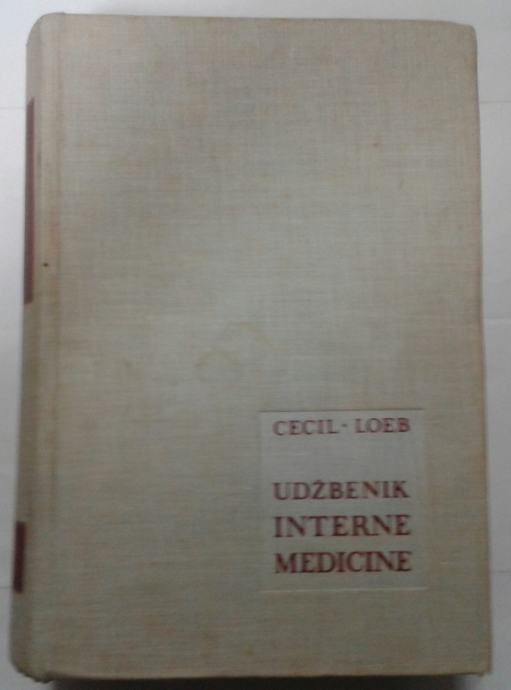 CECIL - LOEB
UDŽBENIK
INTERNE
MEDICINE